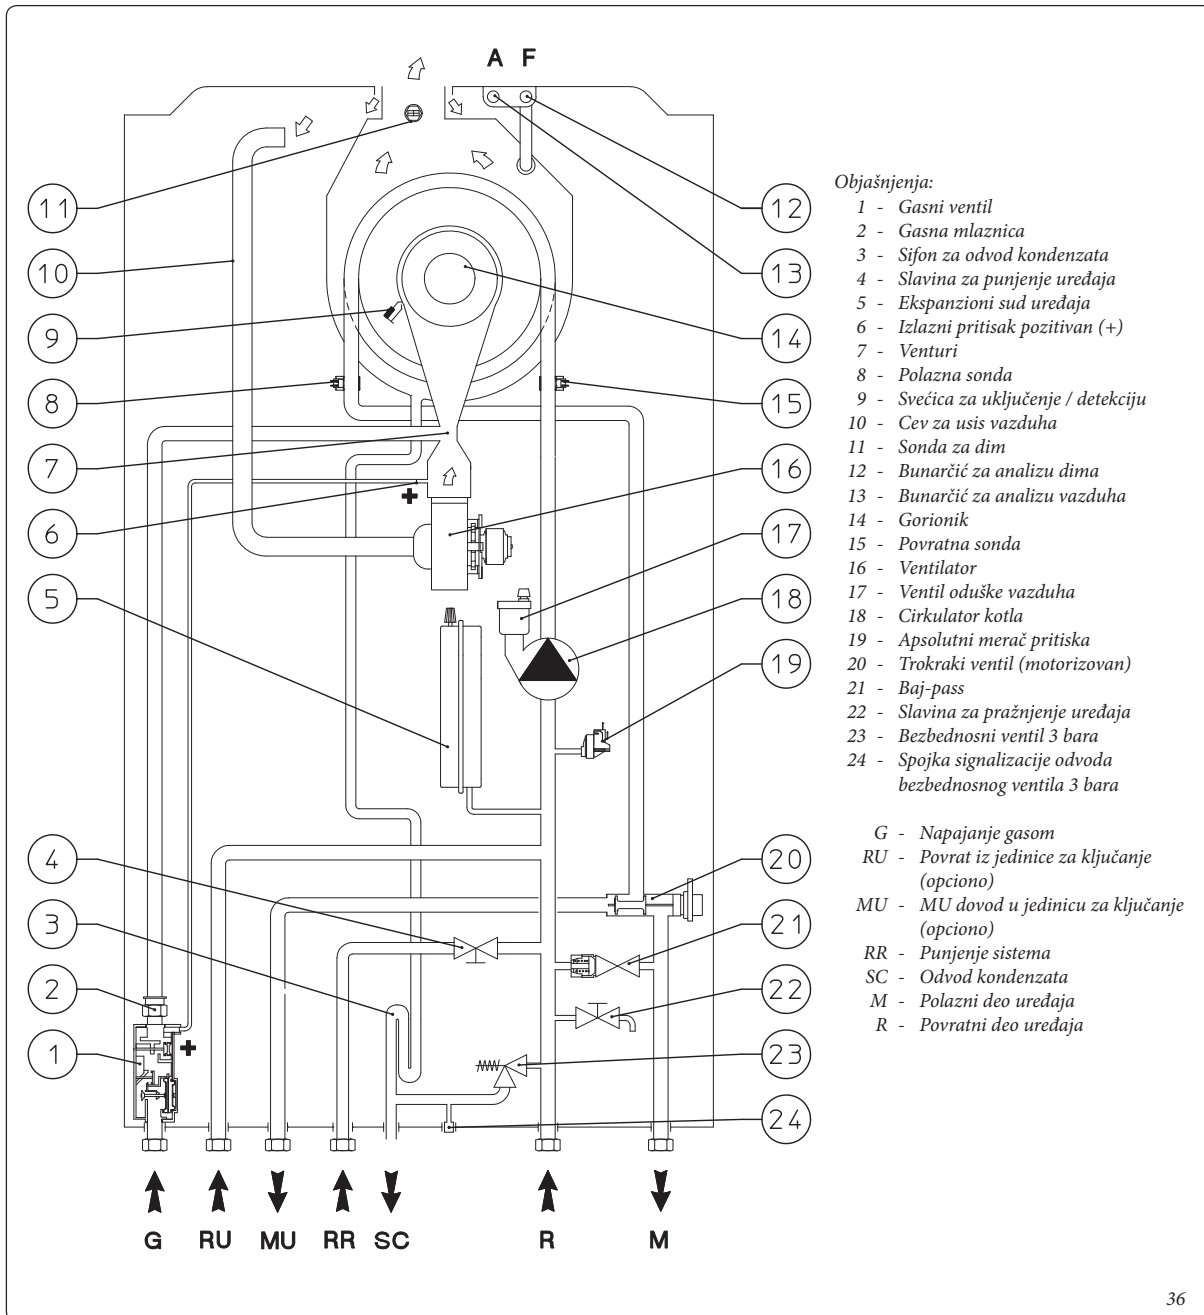 A F
11
10
9
8
7
6
5
4
3
2
1
12
13
14
15
16
17
18
19
20
21
22
23
24
+
+
G RU MU RR SC R M
Objašnjenja:
1 - Gasni ventil
2 - Gasna mlaznica
3 - Sifon za odvod kondenzata
4 - Slavina za punjenje uređaja
5 - Ekspanzioni sud uređaja
6 - Izlazni pritisak pozitivan (+)
7 - Venturi
8 - Polazna sonda
9 - Svećica za uključenje / detekciju
10 - Cev za usis vazduha
11 - Sonda za dim
12 - Bunarčić za analizu dima
13 - Bunarčić za analizu vazduha
14 - Gorionik
15 - Povratna sonda
16 - Ventilator
17 - Ventil oduške vazduha
18 - Cirkulator kotla
19 - Apsolutni merač pritiska
20 - Trokraki ventil (motorizovan)
21 - Baj-pass
22 - Slavina za pražnjenje uređaja
23 - Bezbednosni ventil 3 bara
24 - Spojka signalizacije odvoda
bezbednosnog ventila 3 bara
G - Napajanje gasom
RU - Povrat iz jedinice za ključanje
(opciono)
MU - MU dovod u jedinicu za ključanje
(opciono)
RR - Punjenje sistema
SC - Odvod kondenzata
M - Polazni deo uređaja
R - Povratni deo uređaja
36